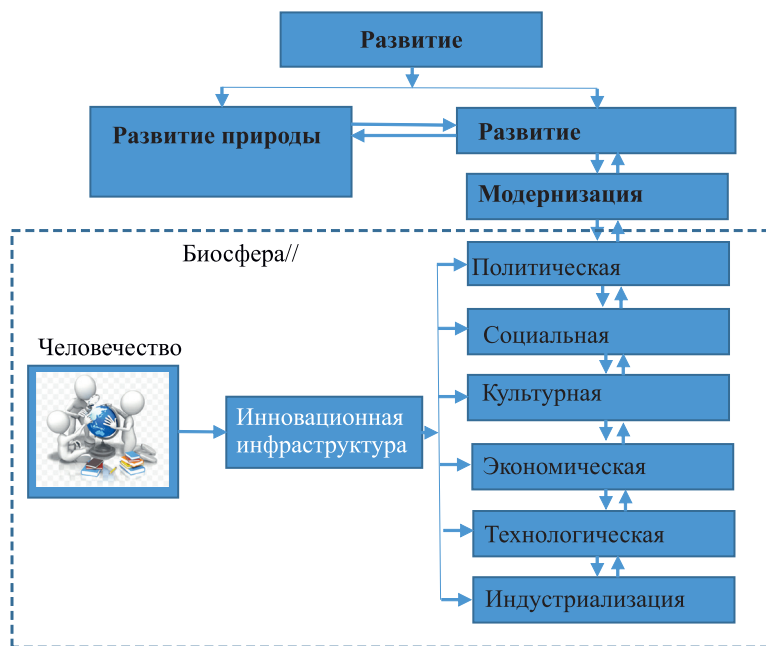 Развитие
Развитие природы
Развитие
Модернизация
Биосфера//
Политическая
Человечество
Социальная
Культурная
Инновационная
инфраструктура
Экономическая
Технологическая
Индустриализация